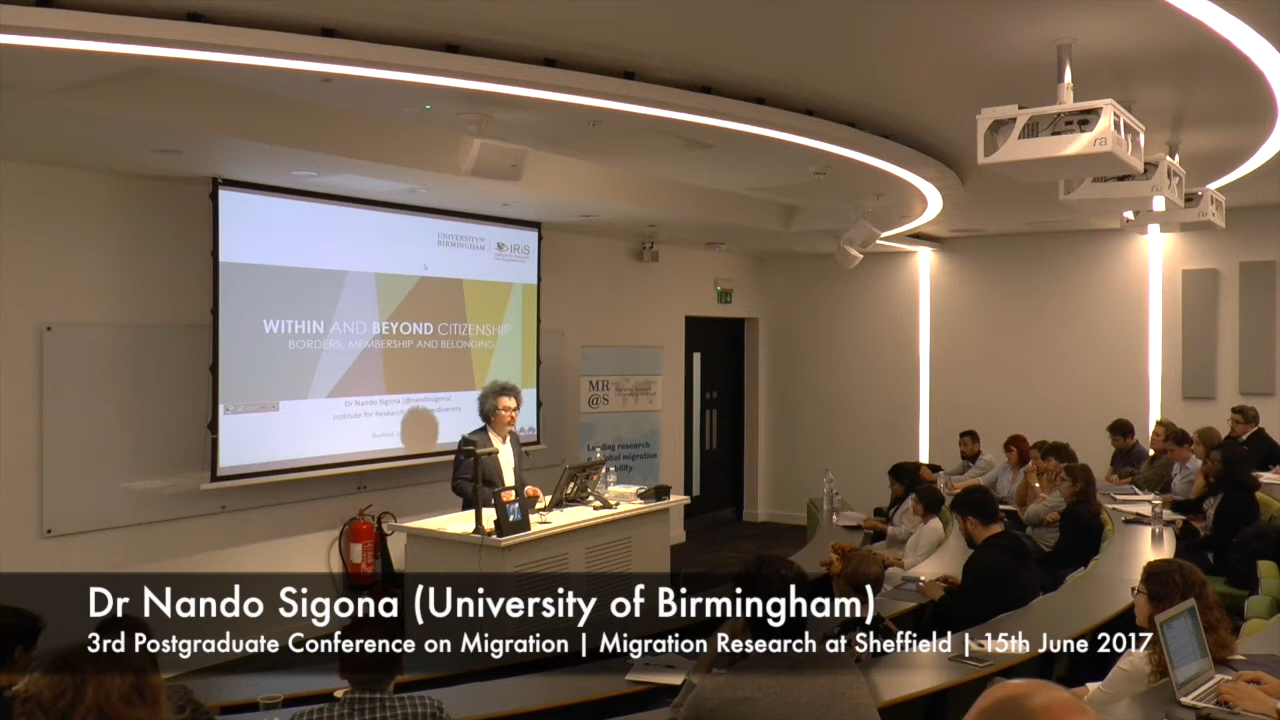 UNIVERSITY OF
BIRMINGHAM
IRiS
WITHIN AND BEYOND CITIZENSHIP
BORDERS, MEMBERSHIP AND BELONGING
Dr Nando Sigona (@nandosigona)
Institute for Research
MR
@S
Leading research
migration
ra
Dr Nando Sigona (University of Birmingham)
3rd Postgraduate Conference on Migration | Migration Research at Sheffield | 15th June 2017